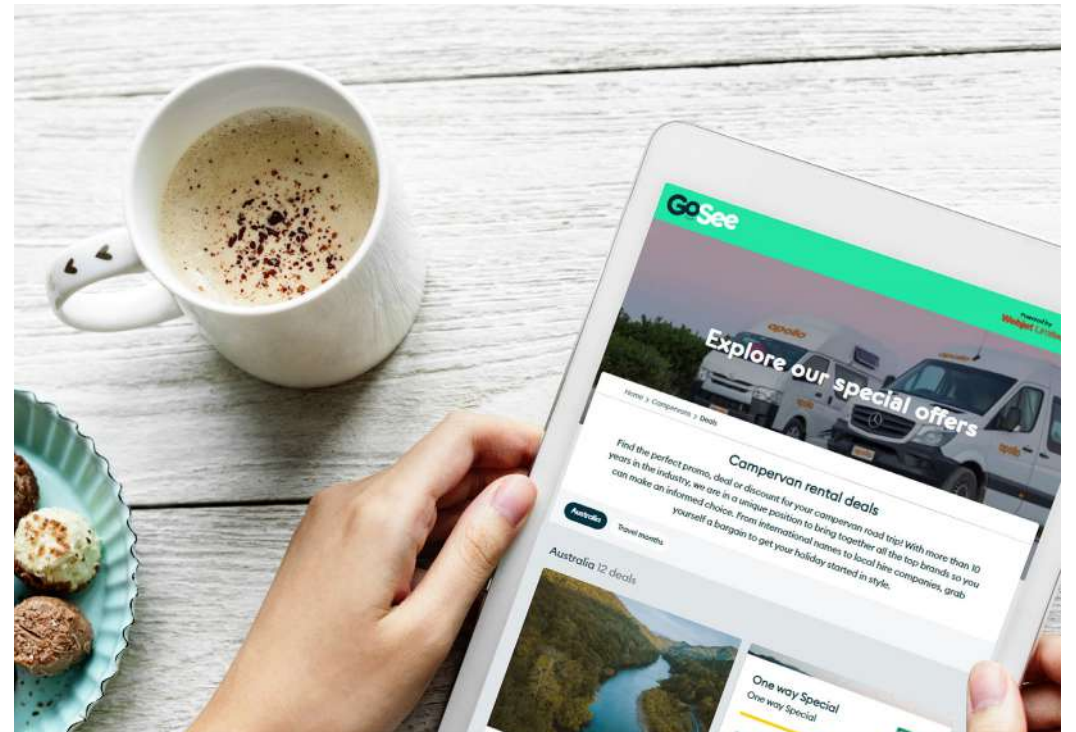 GoSee
Powered by
Webjet Limited
apollo
Explore our special offers
apollo
apollo
Home > Campervans > Deals
Campervan rental deals
Find the perfect promo, deal or discount for your campervan road trip! With more than 10
years in the industry, we are in a unique position to bring together all the top brands so you
can make an informed choice. From international names to local hire companies, grab
yourself a bargain to get your holiday started in style.
Australia
Travel months
Australia 12 deals
One way Special
One way Special